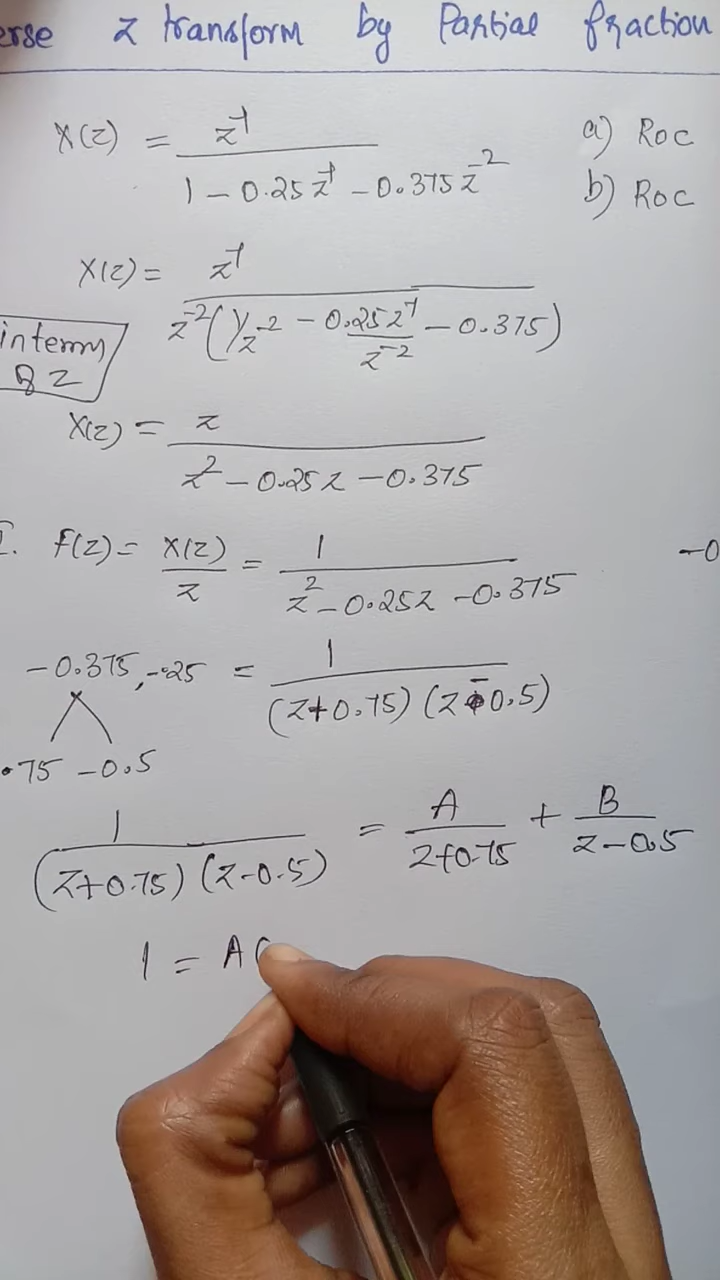 erse z transform by Partial fraction
X(z) = z⁻¹ / 1 - 0.25z⁻¹ - 0.375z⁻² a) Roc
b) Roc
X(z) = z⁻¹ / z⁻²(1/z⁻² - 0.25z⁻¹/z⁻² - 0.375)
interm
z
X(z) = z / z² - 0.25z - 0.375
I. F(z) = X(z)/z = 1 / z² - 0.25z - 0.375 -0
-0.375, -.25 = 1 / (z+0.75) (z-0.5)
.75 -0.5
1 / (z+0.75) (z-0.5) = A / z+0.75 + B / z-0.5
1 = A(